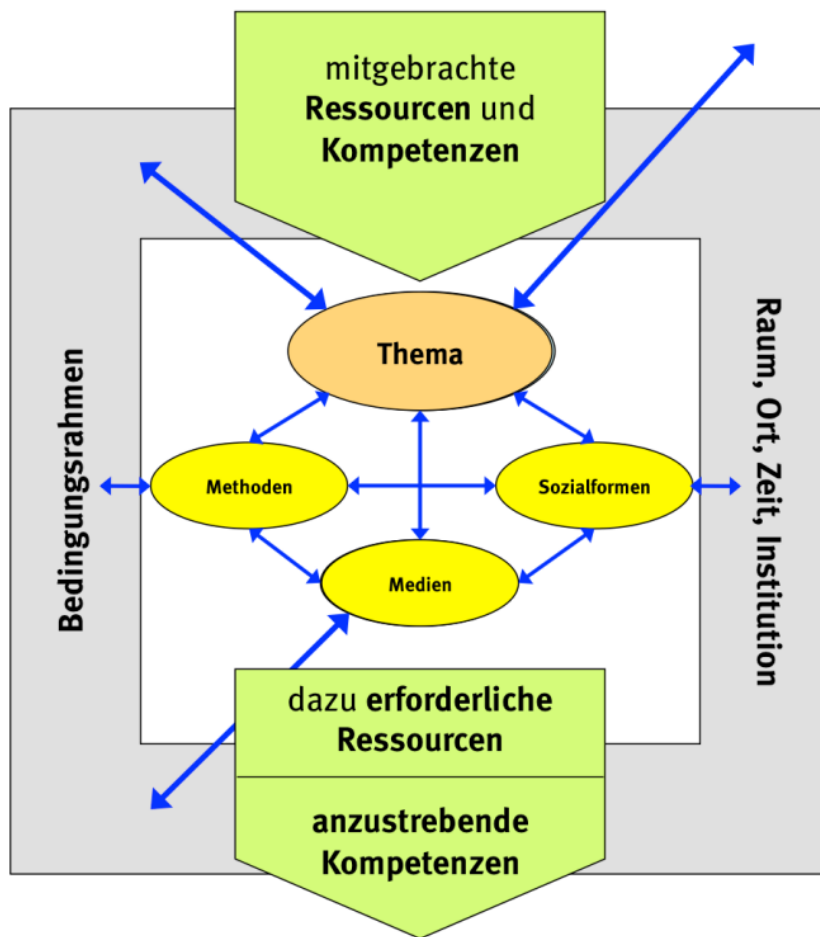 mitgebrachte
Ressourcen und
Kompetenzen
Thema
Bedingungsrahmen
Raum, Ort, Zeit, Institution
Methoden
Sozialformen
Medien
dazu erforderliche
Ressourcen
anzustrebende
Kompetenzen